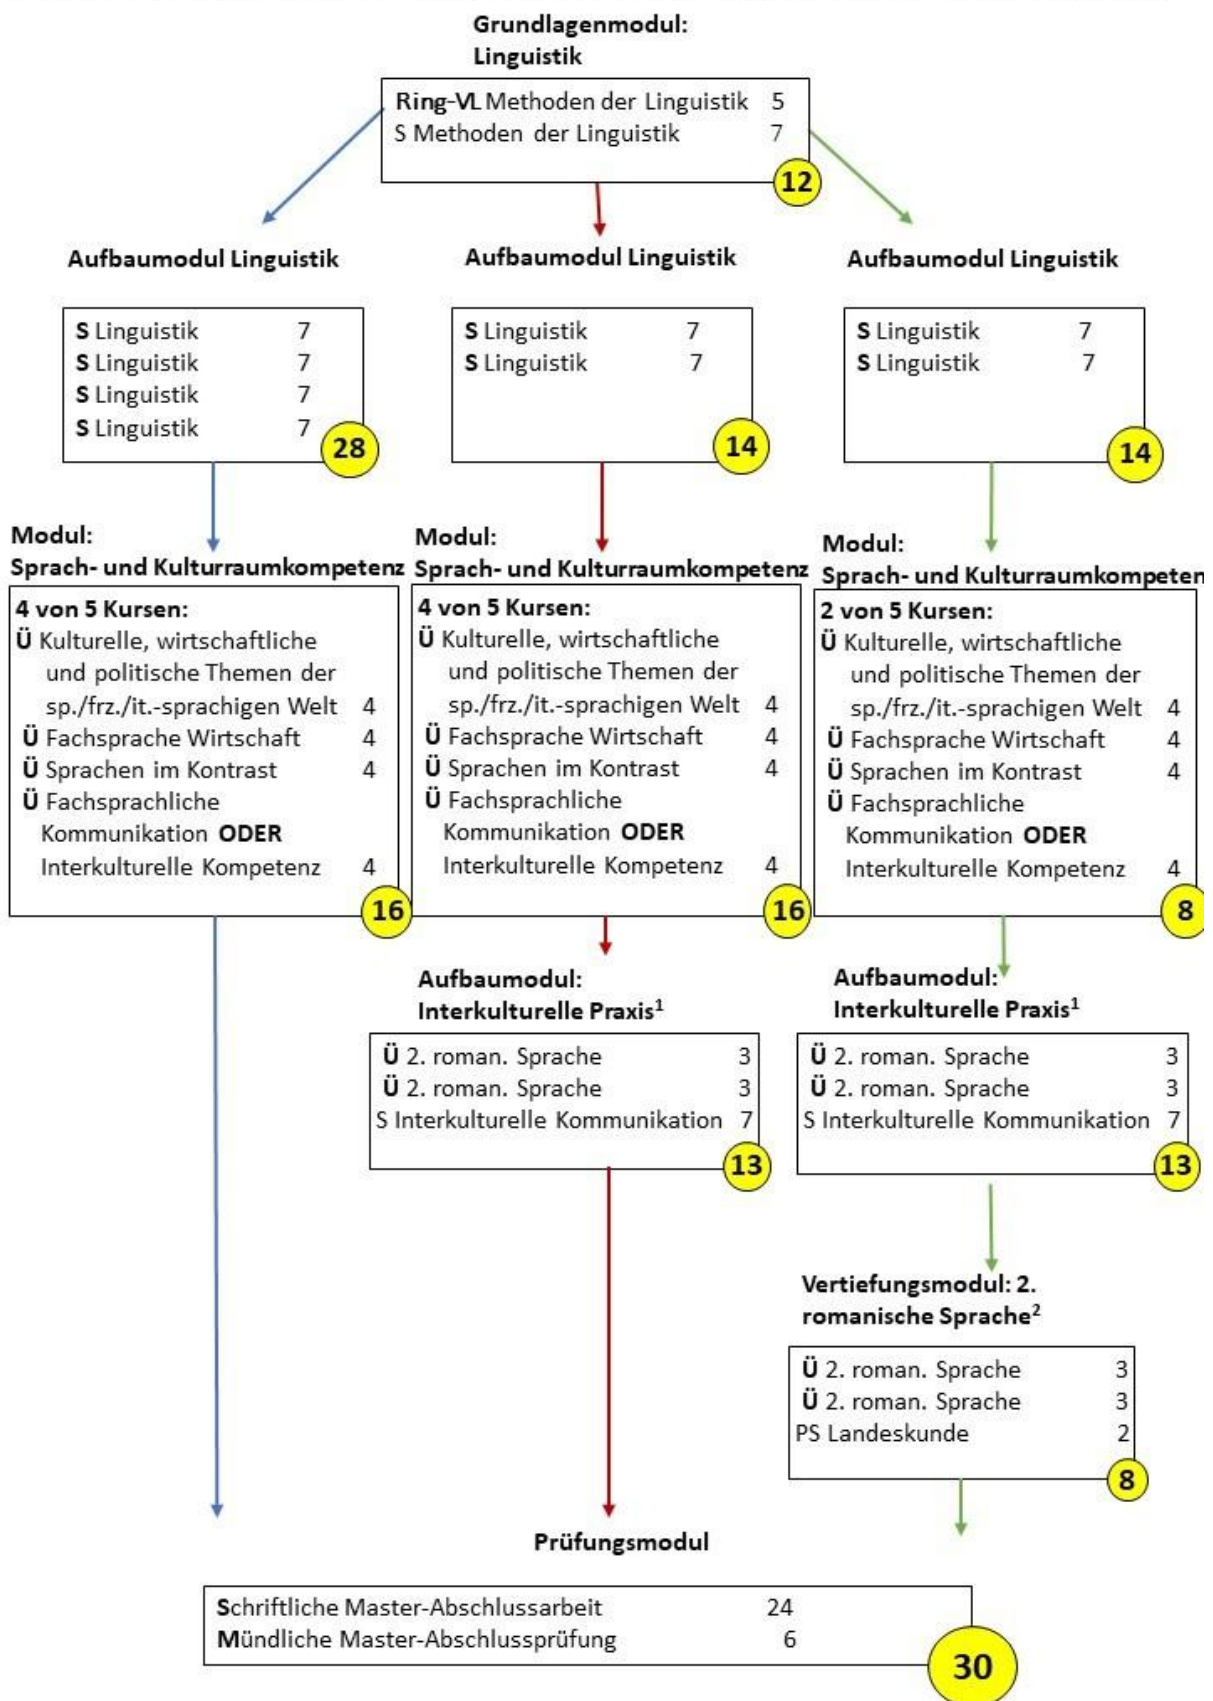 Grundlagenmodul:
Linguistik
Ring-VL Methoden der Linguistik 5
S Methoden der Linguistik 7
12
Aufbaumodul Linguistik
S Linguistik 7
S Linguistik 7
S Linguistik 7
S Linguistik 7
28
Modul:
Sprach- und Kulturraumkompetenz
4 von 5 Kursen:
Ü Kulturelle, wirtschaftliche
und politische Themen der
sp./frz./it.-sprachigen Welt 4
Ü Fachsprache Wirtschaft 4
Ü Sprachen im Kontrast 4
Ü Fachsprachliche
Kommunikation ODER
Interkulturelle Kompetenz 4
16
Aufbaumodul Linguistik
S Linguistik 7
S Linguistik 7
14
Modul:
Sprach- und Kulturraumkompetenz
4 von 5 Kursen:
Ü Kulturelle, wirtschaftliche
und politische Themen der
sp./frz./it.-sprachigen Welt 4
Ü Fachsprache Wirtschaft 4
Ü Sprachen im Kontrast 4
Ü Fachsprachliche
Kommunikation ODER
Interkulturelle Kompetenz 4
16
Aufbaumodul:
Interkulturelle Praxis¹
Ü 2. roman. Sprache 3
Ü 2. roman. Sprache 3
S Interkulturelle Kommunikation 7
13
Aufbaumodul Linguistik
S Linguistik 7
S Linguistik 7
14
Modul:
Sprach- und Kulturraumkompeten
2 von 5 Kursen:
Ü Kulturelle, wirtschaftliche
und politische Themen der
sp./frz./it.-sprachigen Welt 4
Ü Fachsprache Wirtschaft 4
Ü Sprachen im Kontrast 4
Ü Fachsprachliche
Kommunikation ODER
Interkulturelle Kompetenz 4
8
Aufbaumodul:
Interkulturelle Praxis¹
Ü 2. roman. Sprache 3
Ü 2. roman. Sprache 3
S Interkulturelle Kommunikation 7
13
Vertiefungsmodul: 2.
romanische Sprache²
Ü 2. roman. Sprache 3
Ü 2. roman. Sprache 3
PS Landeskunde 2
8
Prüfungsmodul
Schriftliche Master-Abschlussarbeit 24
Mündliche Master-Abschlussprüfung 6
30